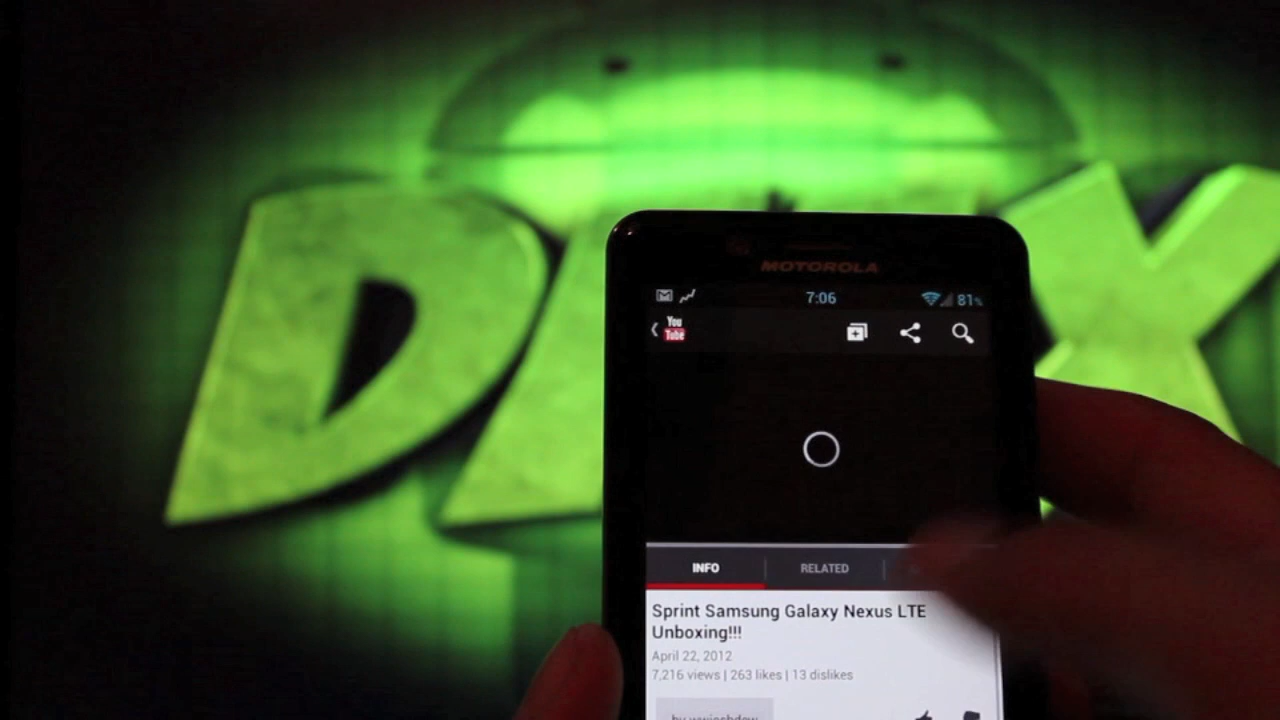 D
X
MOTOROLA
7:06
81%
You
Tube
INFO
RELATED
Sprint Samsung Galaxy Nexus LTE
Unboxing!!!
April 22, 2012
7,216 views | 263 likes | 13 dislikes